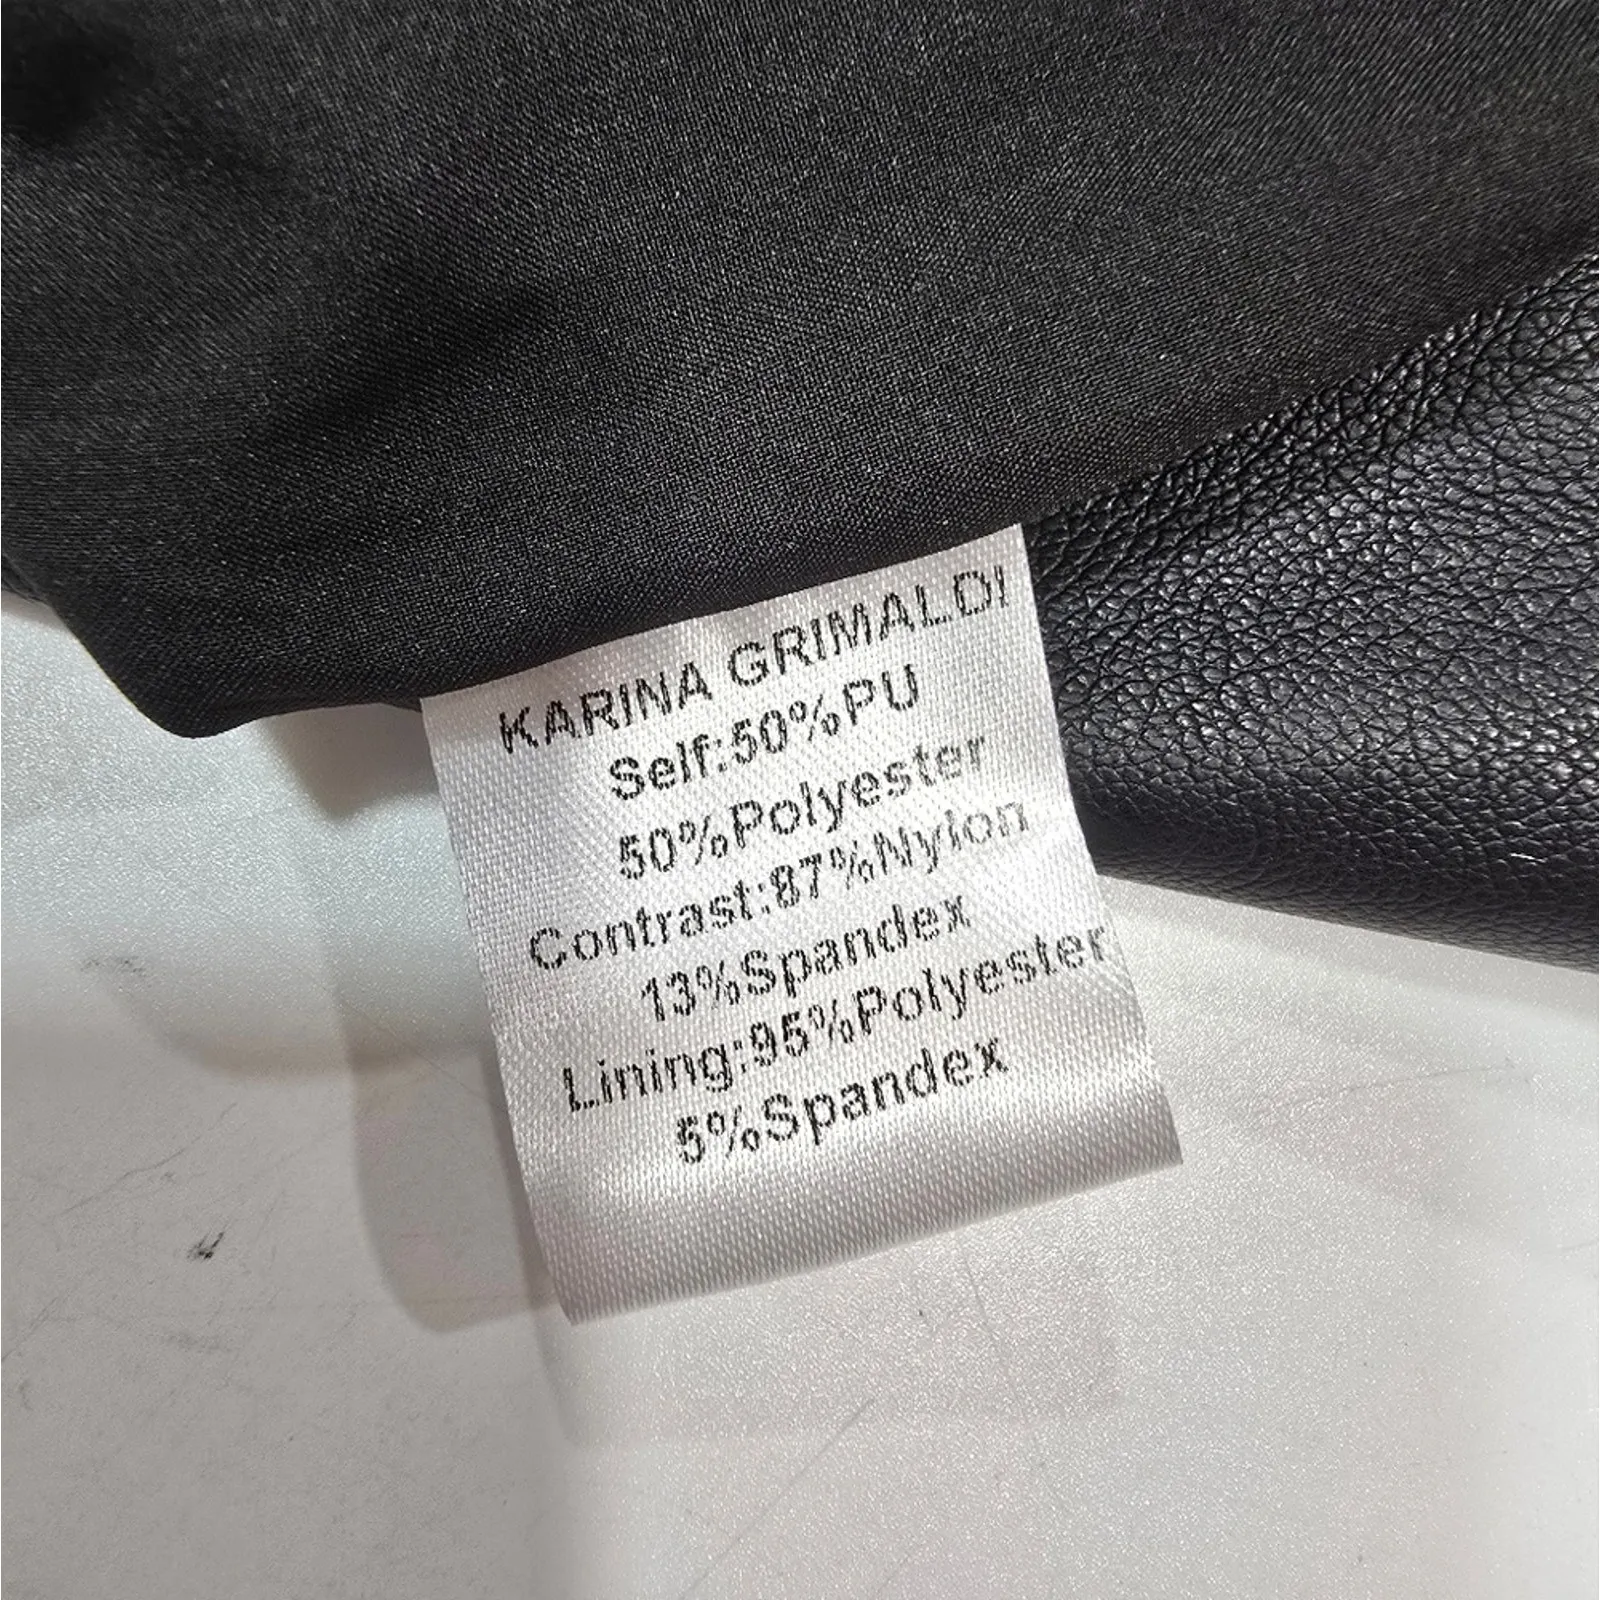 KARINA GRIMALDI
Self:50%PU
50%Polyester
Contrast:87%Nylon
13%Spandex
Lining:95%Polyester
5%Spandex